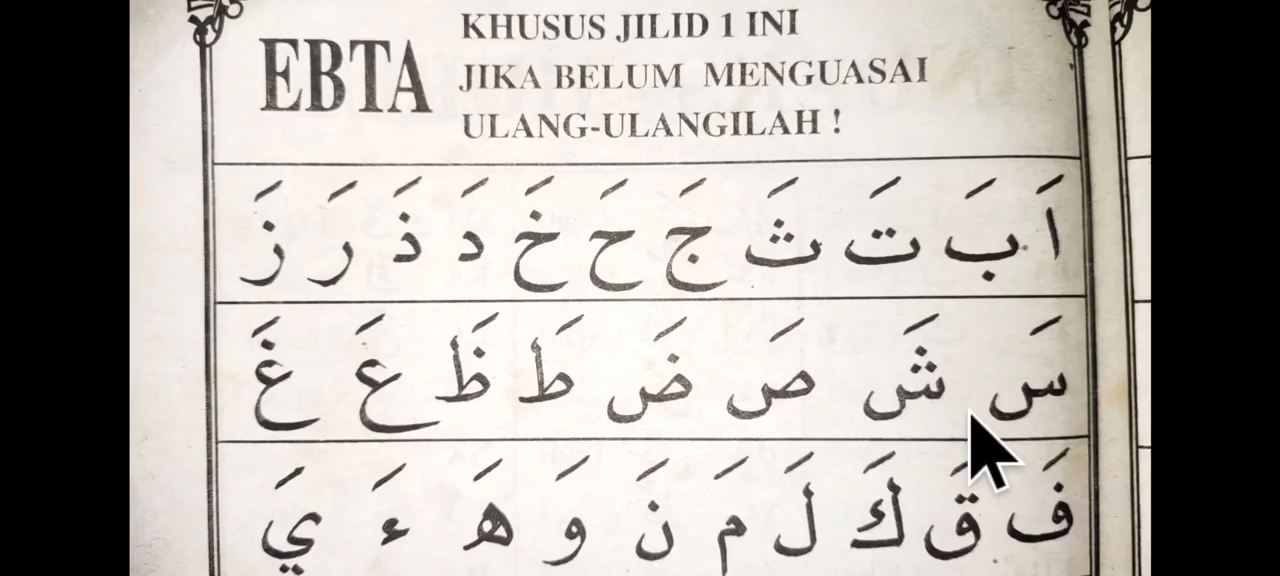 EBTA
KHUSUS JILID 1 INI
JIKA BELUM MENGUASAI
ULANG-ULANGILAH !
اَ بَ تَ ثَ جَ حَ خَ دَ ذَ رَ زَ
سَ شَ صَ ضَ طَ ظَ عَ غَ
فَ قَ كَ لَ مَ نَ وَ هَ ءَ يَ